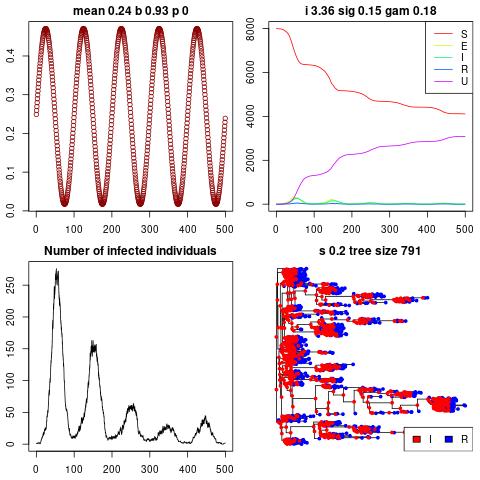 mean 0.24 b 0.93 p 0
0.0 0.1 0.2 0.3 0.4
0 100 200 300 400 500
i 3.36 sig 0.15 gam 0.18
0 2000 4000 6000 8000
0 100 200 300 400 500
S
E
I
R
U
Number of infected individuals
0 50 100 150 200 250
0 100 200 300 400 500
s 0.2 tree size 791
I R